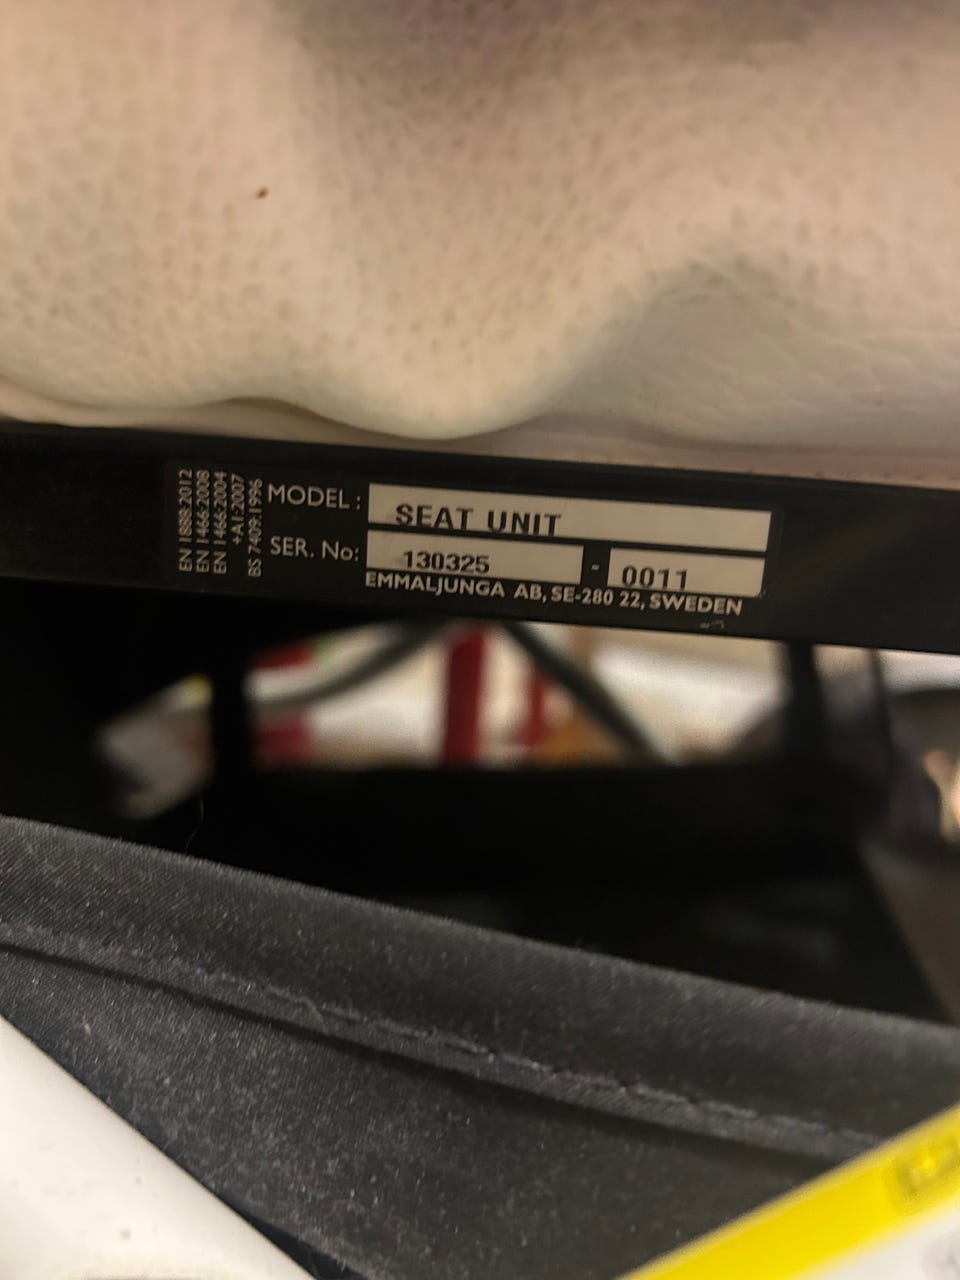 EN 1888:2012
EN 1466:2008
EN 1466:2004
+A1:2007
BS 7409:1996
MODEL: SEAT UNIT
SER. No: 130325 - 0011
EMMALJUNGA AB, SE-280 22, SWEDEN